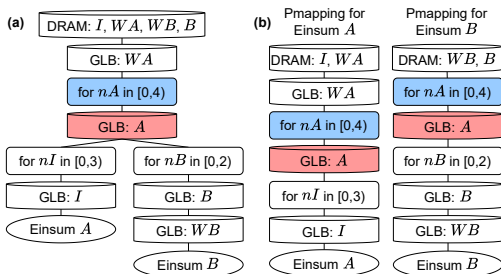 (a)
DRAM: I, WA, WB, B
GLB: WA
for nA in [0,4)
GLB: A
for nI in [0,3)
GLB: I
Einsum A
for nB in [0,2)
GLB: B
GLB: WB
Einsum B
(b)
Pmapping for
Einsum A
DRAM: I, WA
GLB: WA
for nA in [0,4)
GLB: A
for nI in [0,3)
GLB: I
Einsum A
Pmapping for
Einsum B
DRAM: WB, B
for nA in [0,4)
GLB: A
for nB in [0,2)
GLB: B
GLB: WB
Einsum B